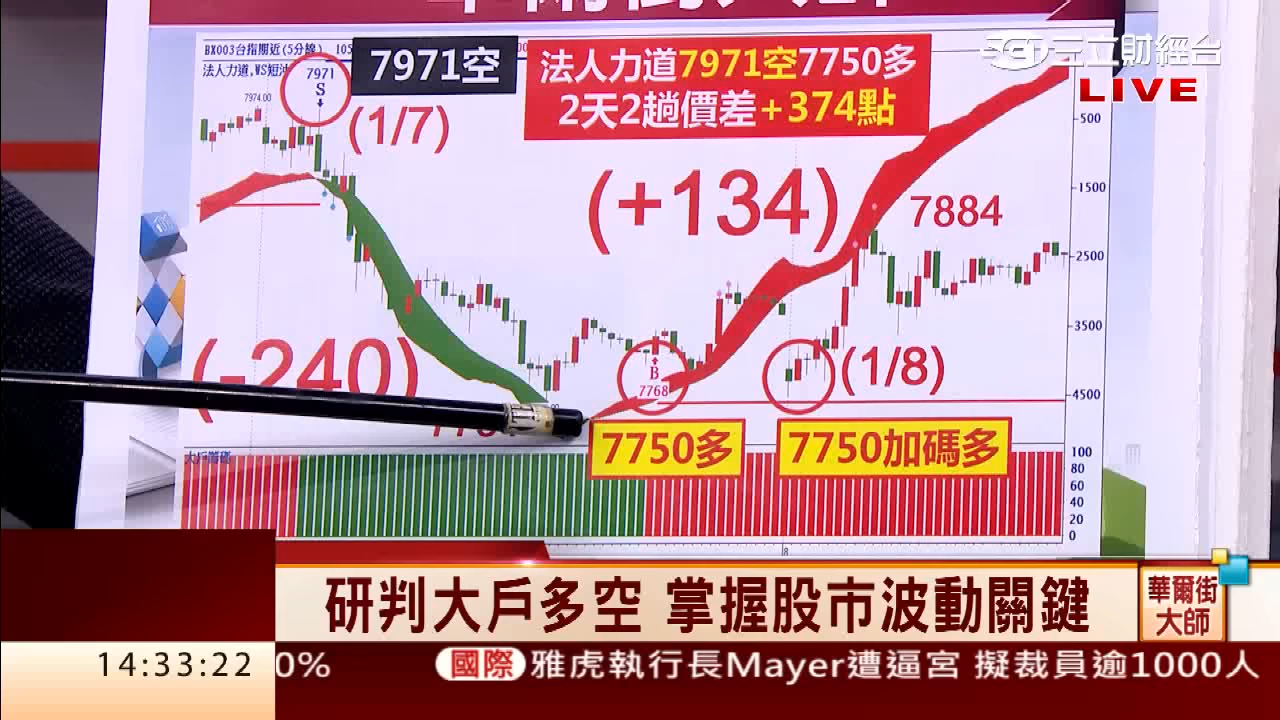 BX003台指期近(5分線)
法人力道,WS短
7971
S
7974.00
7971空
(1/7)
法人力道7971空7750多
2天2趟價差+374點
三立財經台
LIVE
(+134)
7884
500
1500
2500
3500
4500
(-240)
B
7768
(1/8)
7750多
7750加碼多
大戶籌碼
100
80
60
40
20
0
8
研判大戶多空 掌握股市波動關鍵
華爾街
大師
14:33:22
0%
國際
雅虎執行長Mayer遭逼宮 擬裁員逾1000人